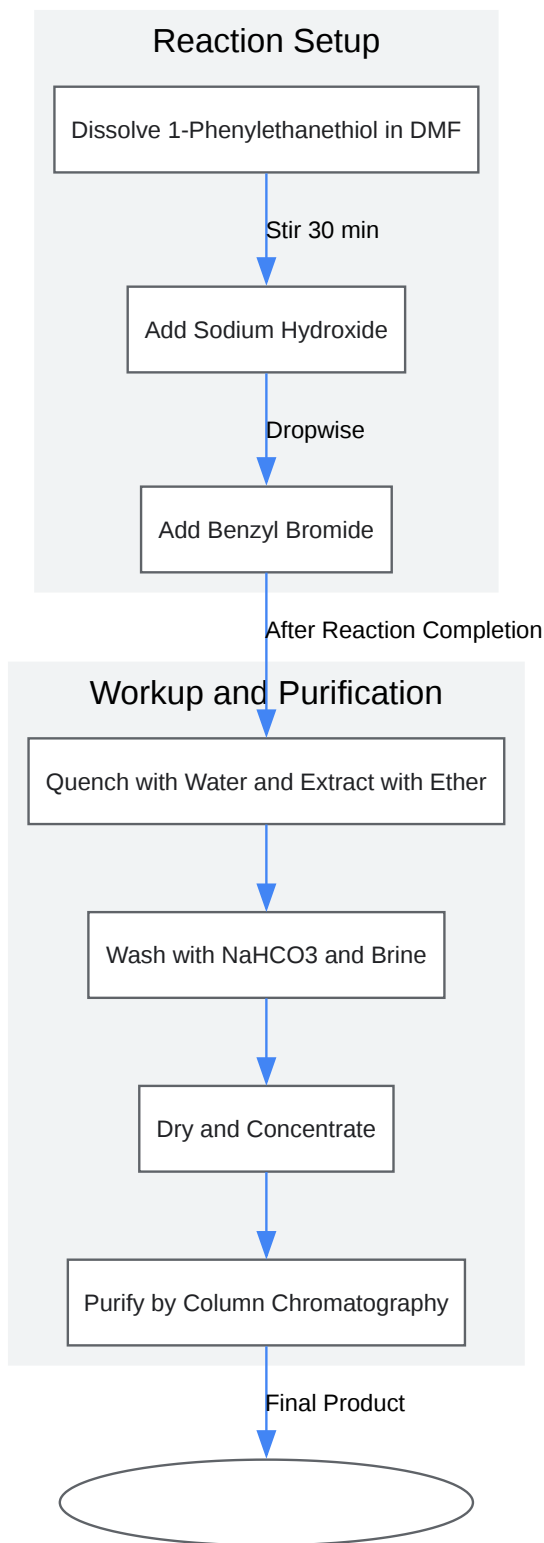 Reaction Setup
Dissolve 1-Phenylethanethiol in DMF
Stir 30 min
Add Sodium Hydroxide
Dropwise
Add Benzyl Bromide
After Reaction Completion
Workup and Purification
Quench with Water and Extract with Ether
Wash with NaHCO3 and Brine
Dry and Concentrate
Purify by Column Chromatography
Final Product